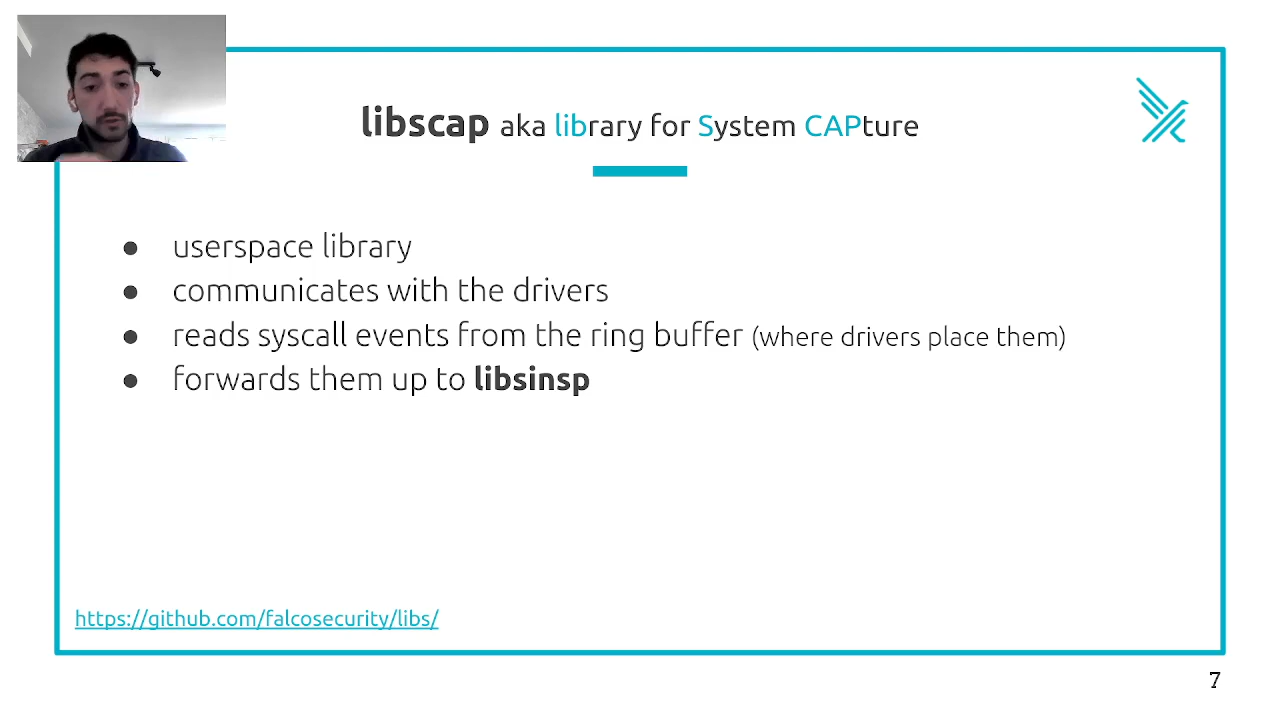 libscap aka library for System CAPture
● userspace library
● communicates with the drivers
● reads syscall events from the ring buffer (where drivers place them)
● forwards them up to libsinsp
https://github.com/falcosecurity/libs/
7